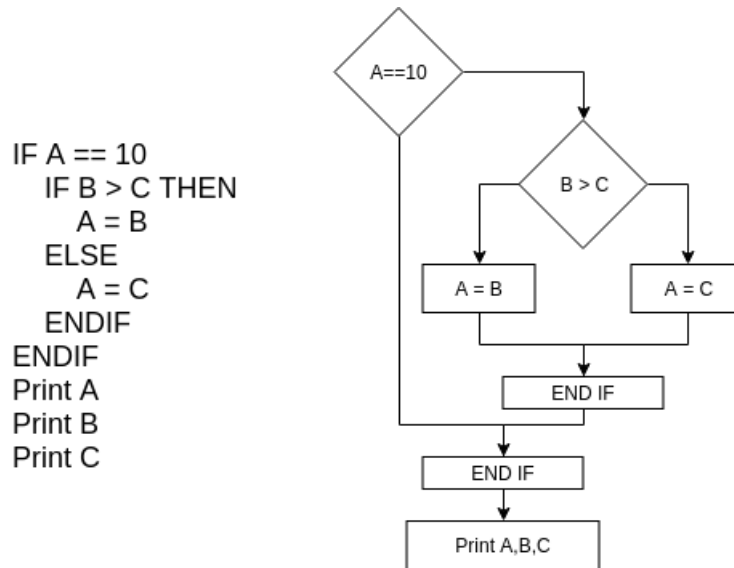 IF A == 10
IF B > C THEN
A = B
ELSE
A = C
ENDIF
ENDIF
Print A
Print B
Print C
A==10
B > C
A = B
A = C
END IF
END IF
Print A,B,C